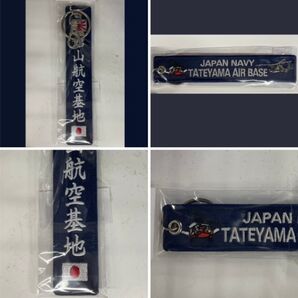 山航空基地
JAPAN NAVY
TATEYAMA AIR BASE
航空基地
JAPAN
TATEYAMA